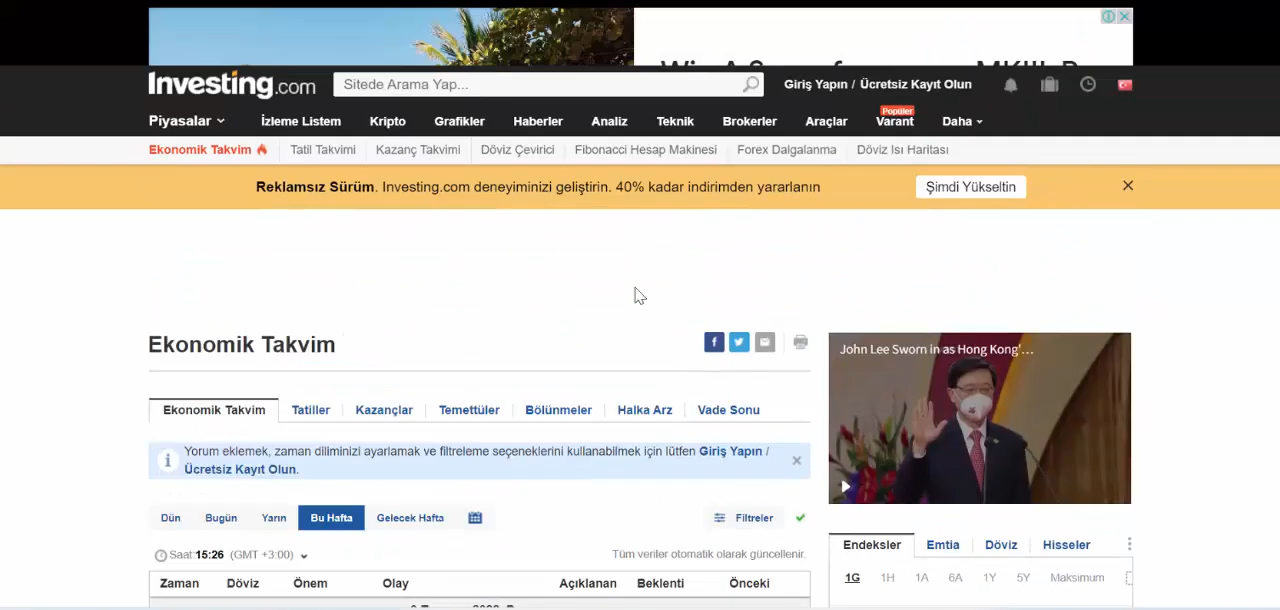 Investing.com
Sitede Arama Yap...
Giriş Yapın / Ücretsiz Kayıt Olun
Piyasalar
İzleme Listem
Kripto
Grafikler
Haberler
Analiz
Teknik
Brokerler
Araçlar
Popüler
Varant
Daha
Ekonomik Takvim
Tatil Takvimi
Kazanç Takvimi
Döviz Çevirici
Fibonacci Hesap Makinesi
Forex Dalgalanma
Döviz Isı Haritası
Reklamsız Sürüm. Investing.com deneyiminizi geliştirin. 40% kadar indirimden yararlanın
Şimdi Yükseltin
Ekonomik Takvim
John Lee Sworn in as Hong Kong'...
Ekonomik Takvim
Tatiller
Kazançlar
Temettüler
Bölünmeler
Halka Arz
Vade Sonu
Yorum eklemek, zaman diliminizi ayarlamak ve filtreleme seçeneklerini kullanabilmek için lütfen Giriş Yapın /
Ücretsiz Kayıt Olun.
Dün
Bugün
Yarın
Bu Hafta
Gelecek Hafta
Filtreler
Saat: 15:26 (GMT +3:00)
Tüm veriler otomatik olarak güncellenir.
Zaman
Döviz
Önem
Olay
Açıklanan
Beklenti
Önceki
Endeksler
Emtia
Döviz
Hisseler
1G
1H
1A
6A
1Y
5Y
Maksimum